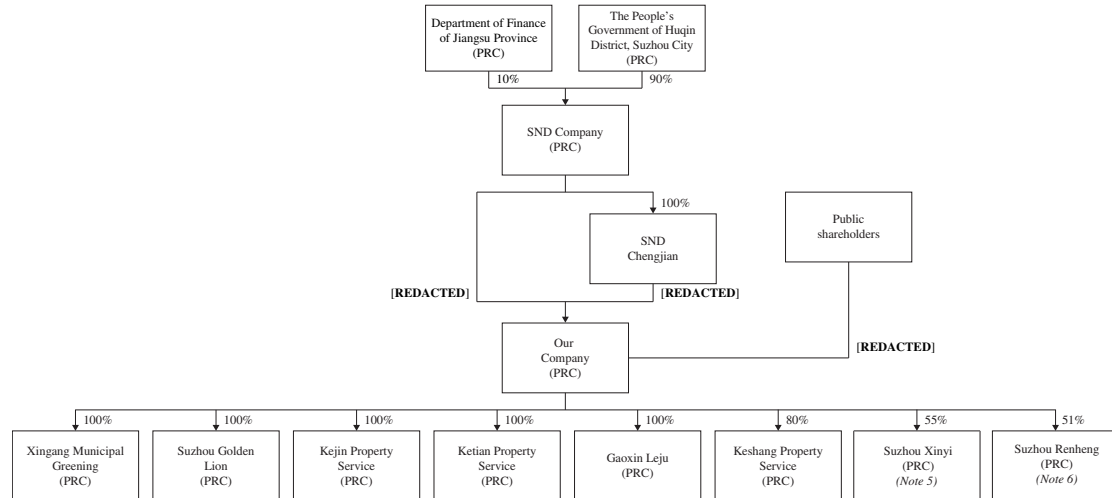 Department of Finance
of Jiangsu Province
(PRC)
The People's
Government of Huqin
District, Suzhou City
(PRC)
10%
90%
SND Company
(PRC)
100%
SND
Chengjian
Public
shareholders
[REDACTED]
[REDACTED]
Our
Company
(PRC)
[REDACTED]
100%
100%
100%
100%
100%
80%
55%
51%
Xingang Municipal
Greening
(PRC)
Suzhou Golden
Lion
(PRC)
Kejin Property
Service
(PRC)
Ketian Property
Service
(PRC)
Gaoxin Leju
(PRC)
Keshang Property
Service
(PRC)
Suzhou Xinyi
(PRC)
(Note 5)
Suzhou Renheng
(PRC)
(Note 6)